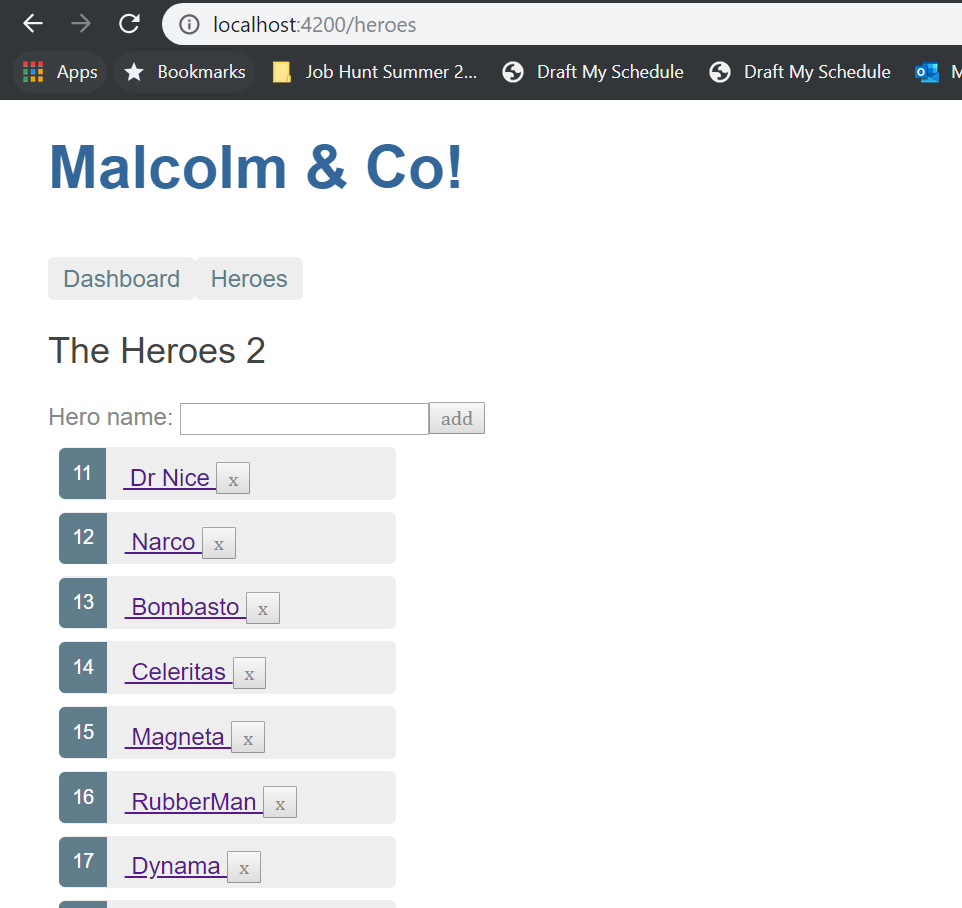 localhost:4200/heroes
Apps Bookmarks Job Hunt Summer 2... Draft My Schedule Draft My Schedule M
Malcolm & Co!
Dashboard Heroes
The Heroes 2
Hero name: add
11 Dr Nice x
12 Narco x
13 Bombasto x
14 Celeritas x
15 Magneta x
16 RubberMan x
17 Dynama x